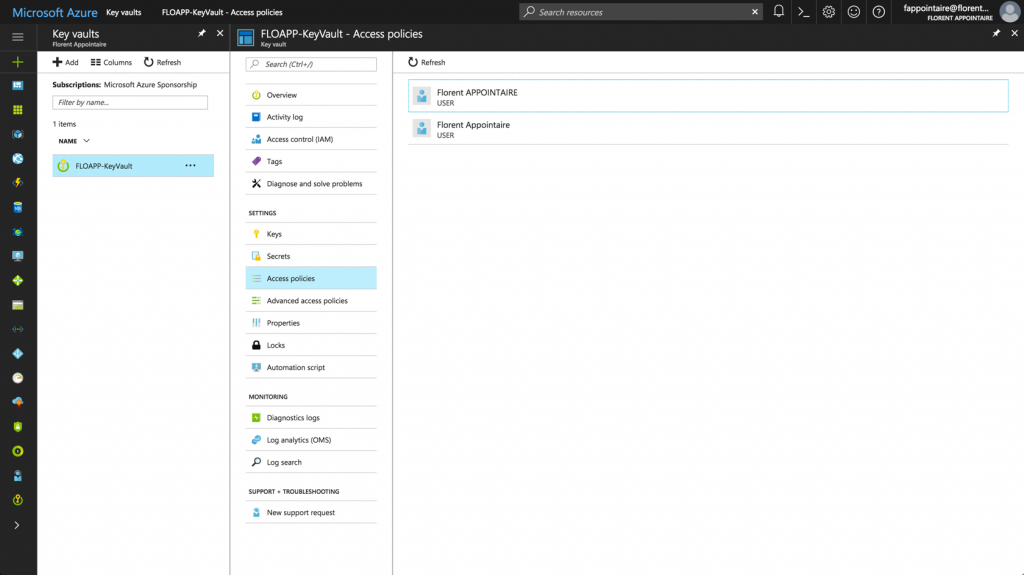 Microsoft Azure Key vaults FLOAPP-KeyVault - Access policies
Search resources
fappointaire@florent...
FLORENT APPOINTAIRE
Key vaults
Florent Appointaire
Add Columns Refresh
Subscriptions: Microsoft Azure Sponsorship
Filter by name...
1 items
NAME
FLOAPP-KeyVault ...
FLOAPP-KeyVault - Access policies
Key vault
Search (Ctrl+/)
Overview
Activity log
Access control (IAM)
Tags
Diagnose and solve problems
SETTINGS
Keys
Secrets
Access policies
Advanced access policies
Properties
Locks
Automation script
MONITORING
Diagnostics logs
Log analytics (OMS)
Log search
SUPPORT + TROUBLESHOOTING
New support request
Refresh
Florent APPOINTAIRE
USER
Florent Appointaire
USER